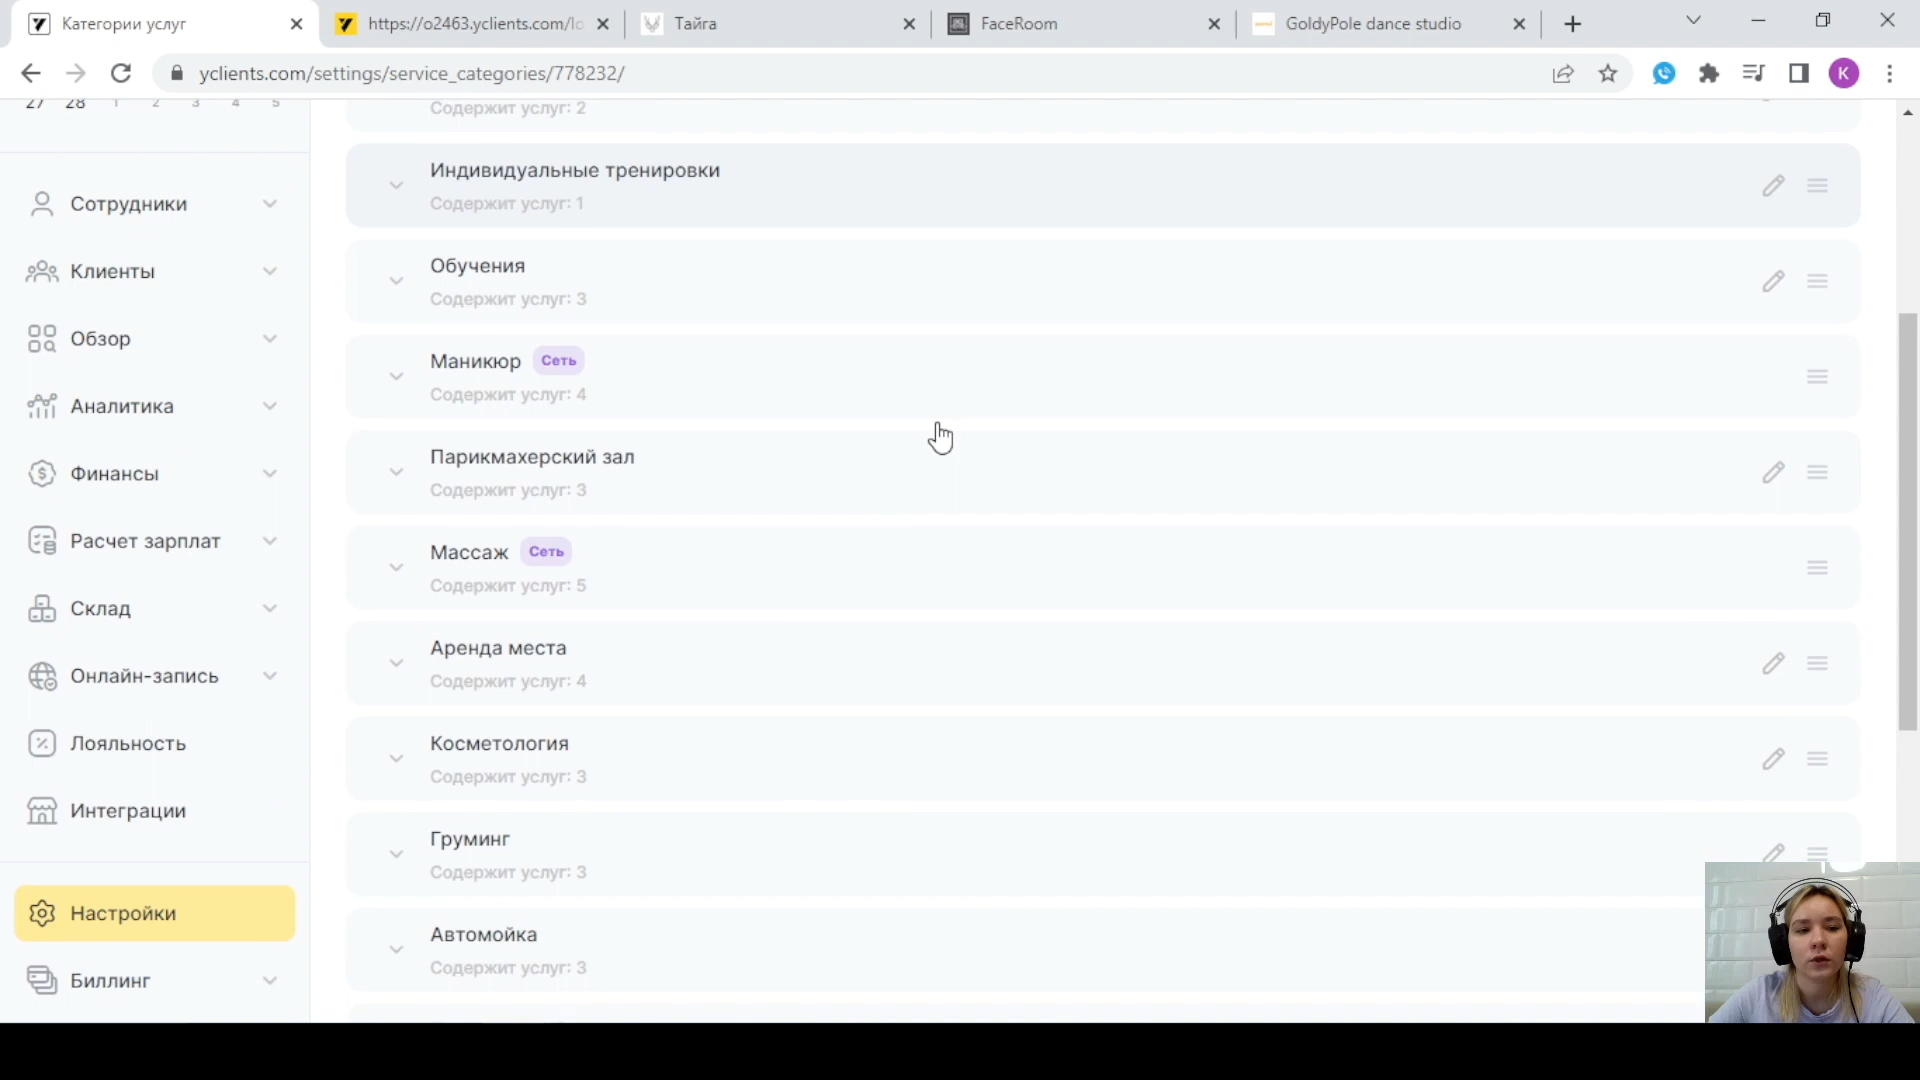 Категории услуг
https://o2463.yclients.com/lo
Тайга
FaceRoom
GoldyPole dance studio
yclients.com/settings/service_categories/778232/
K
27 28 1 2 3 4 5
Сотрудники
Клиенты
Обзор
Аналитика
Финансы
Расчет зарплат
Склад
Онлайн-запись
Лояльность
Интеграции
Настройки
Биллинг
Содержит услуг: 2
Индивидуальные тренировки
Содержит услуг: 1
Обучения
Содержит услуг: 3
Маникюр Сеть
Содержит услуг: 4
Парикмахерский зал
Содержит услуг: 3
Массаж Сеть
Содержит услуг: 5
Аренда места
Содержит услуг: 4
Косметология
Содержит услуг: 3
Груминг
Содержит услуг: 3
Автомойка
Содержит услуг: 3